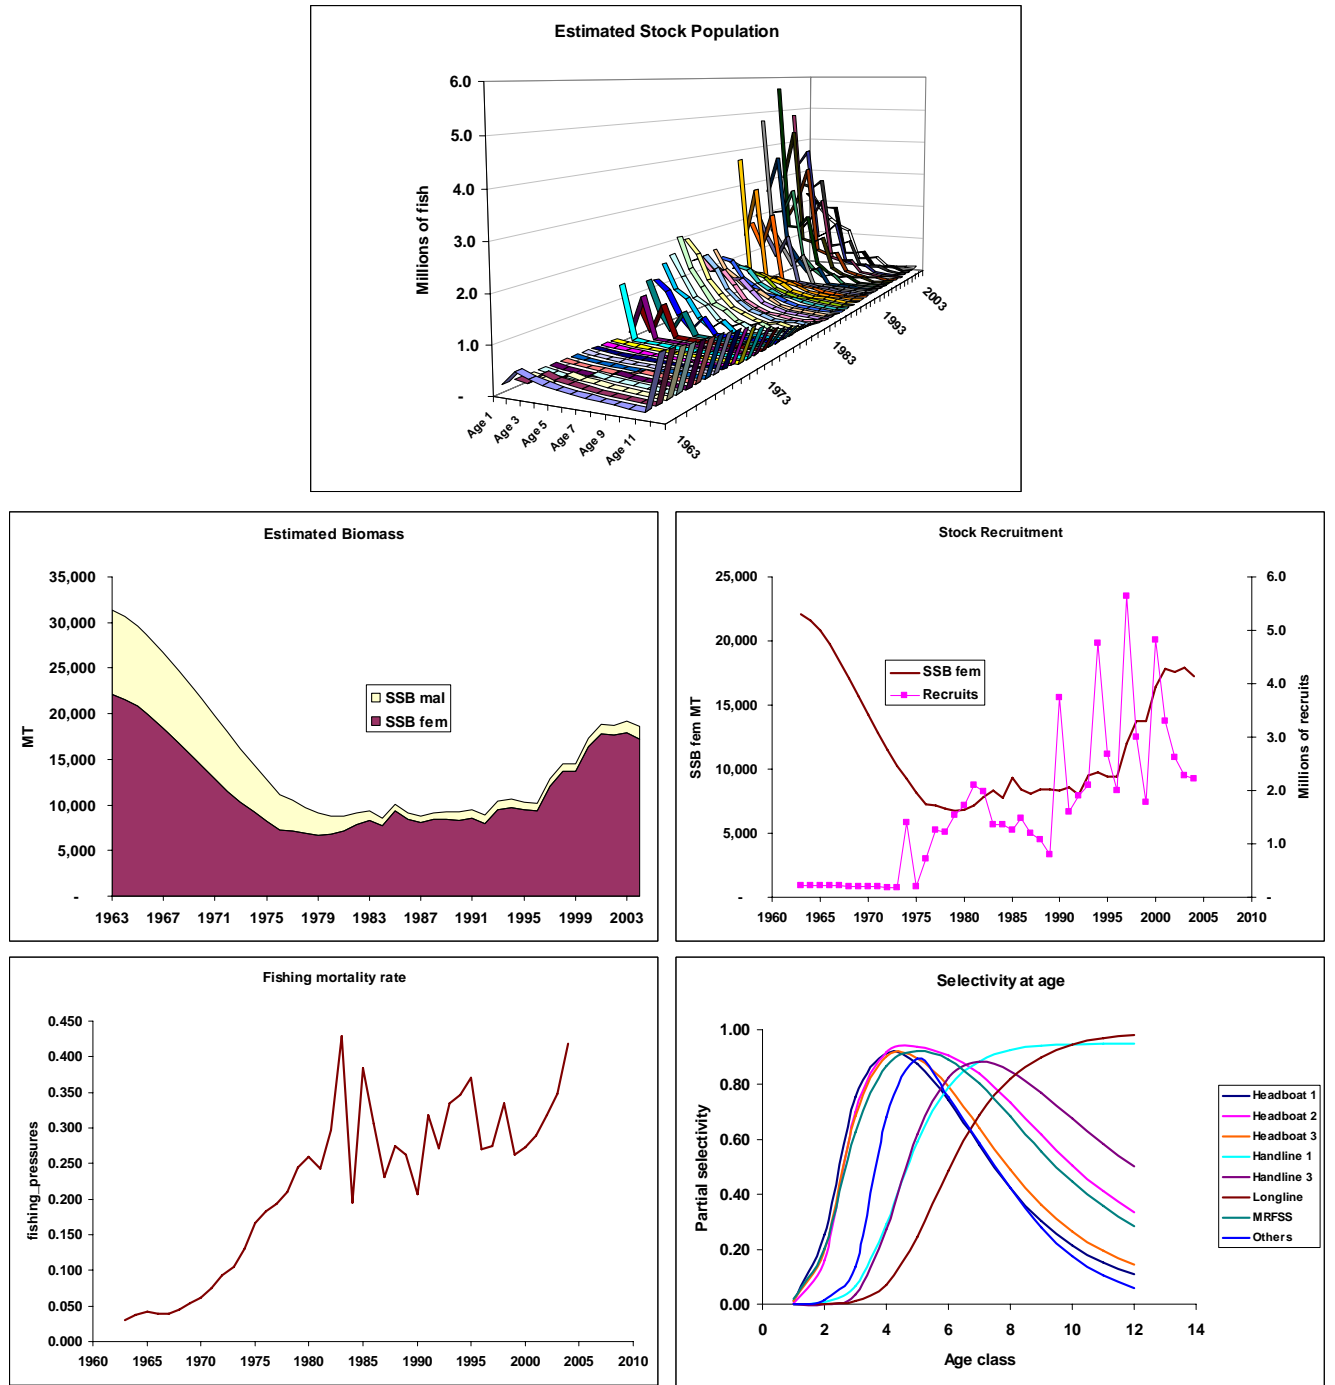 Estimated Stock Population
6.0
5.0
4.0
3.0
2.0
1.0
-
Millions of fish
Age 1
Age 3
Age 5
Age 7
Age 9
Age 11
1963
1973
1983
1993
2003
Estimated Biomass
MT
35,000
30,000
25,000
20,000
15,000
10,000
5,000
-
SSB mal
SSB fem
1963 1967 1971 1975 1979 1983 1987 1991 1995 1999 2003
Stock Recruitment
25,000
20,000
15,000
10,000
5,000
-
SSB fem MT
SSB fem
Recruits
6.0
5.0
4.0
3.0
2.0
1.0
-
Millions of recruits
1960 1965 1970 1975 1980 1985 1990 1995 2000 2005 2010
Fishing mortality rate
0.450
0.400
0.350
0.300
0.250
0.200
0.150
0.100
0.050
0.000
fishing_pressures
1960 1965 1970 1975 1980 1985 1990 1995 2000 2005 2010
Selectivity at age
1.00
0.80
0.60
0.40
0.20
0.00
Partial selectivity
0 2 4 6 8 10 12 14
Age class
Headboat 1
Headboat 2
Headboat 3
Handline 1
Handline 3
Longline
MRFSS
Others